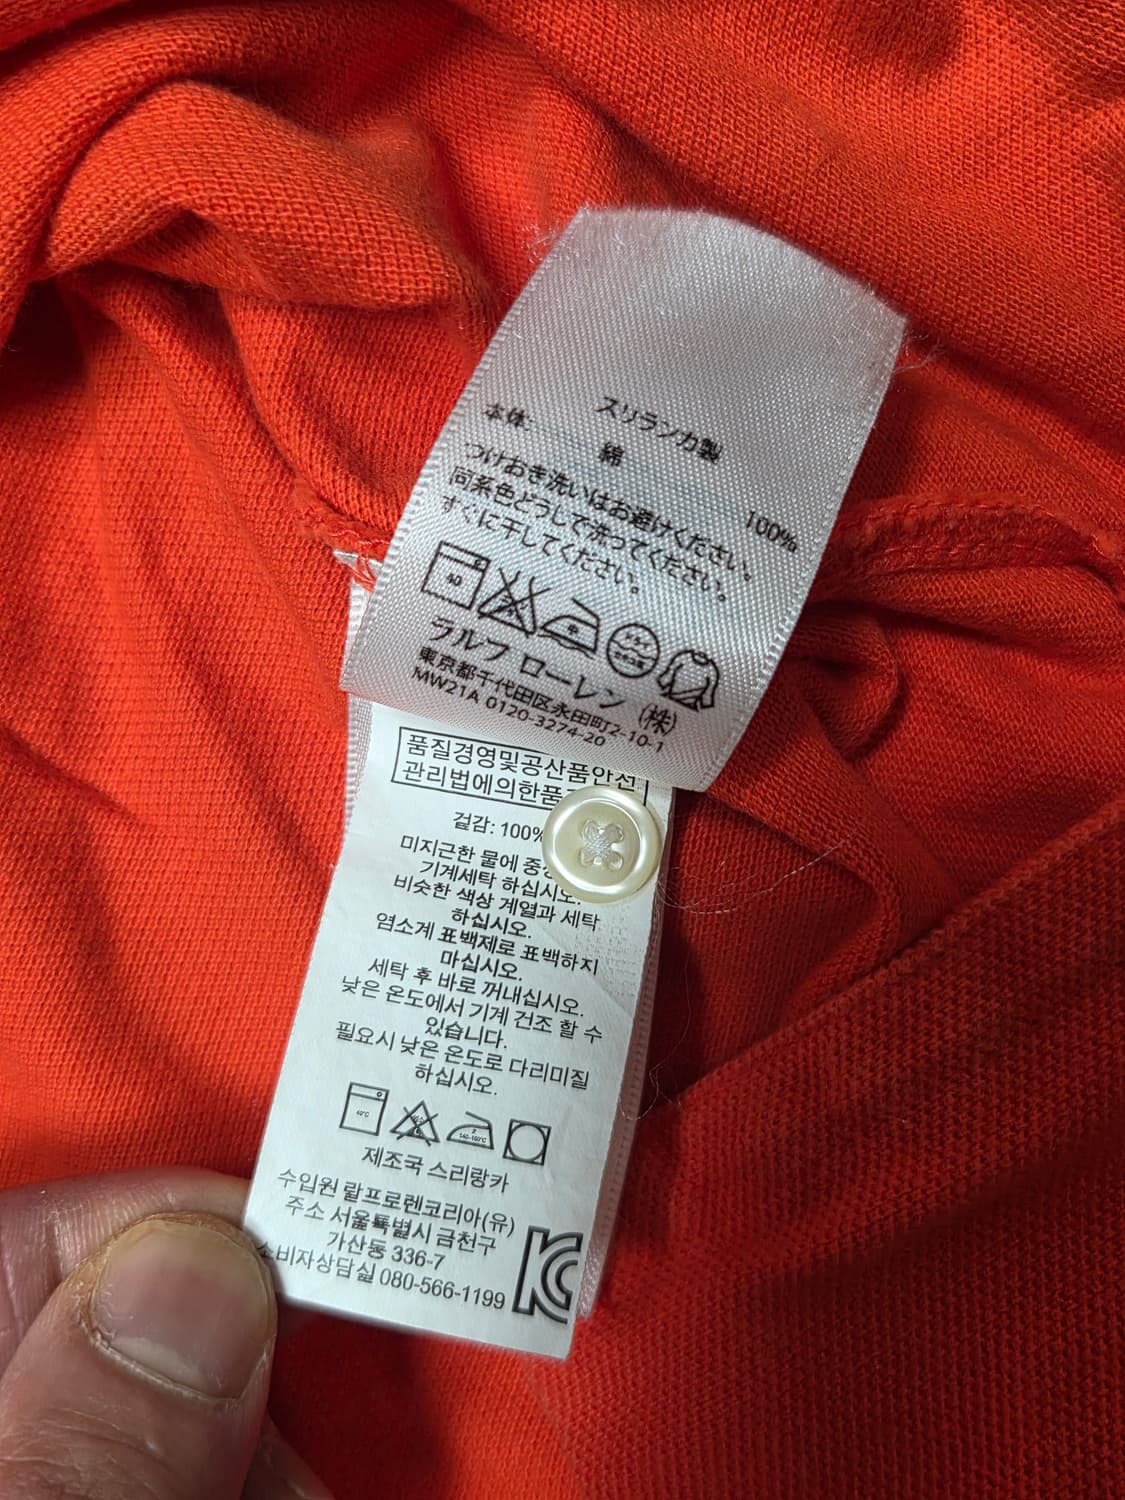 スリランカ製
本体: 綿 100%
つけおき洗いはお避けください。
同系色どうしで洗ってください。
すぐに干してください。
40
ラルフ ローレン (株)
東京都千代田区永田町2-10-1
MW21A 0120-3274-20
품질경영및공산품안전
관리법에의한품
겉감: 100%
미지근한 물에 중
기계세탁 하십시오.
비슷한 색상 계열과 세탁
하십시오.
염소계 표백제로 표백하지
마십시오.
세탁 후 바로 꺼내십시오.
낮은 온도에서 기계 건조 할 수
있습니다.
필요시 낮은 온도로 다리미질
하십시오.
40°C
제조국 스리랑카
수입원 랄프로렌코리아(유)
주소 서울특별시 금천구
가산동 336-7
소비자상담실 080-566-1199